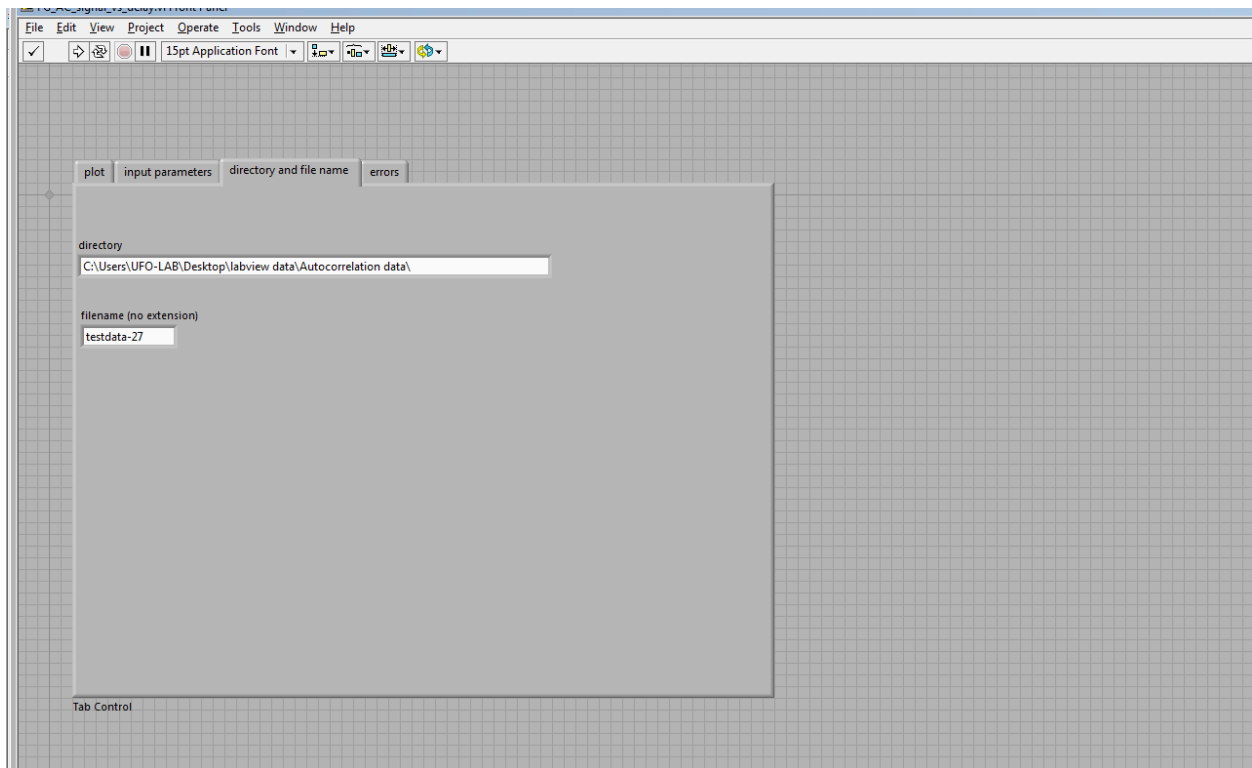 File Edit View Project Operate Tools Window Help
15pt Application Font
plot input parameters directory and file name errors
directory
C:\Users\UFO-LAB\Desktop\labview data\Autocorrelation data\
filename (no extension)
testdata-27
Tab Control